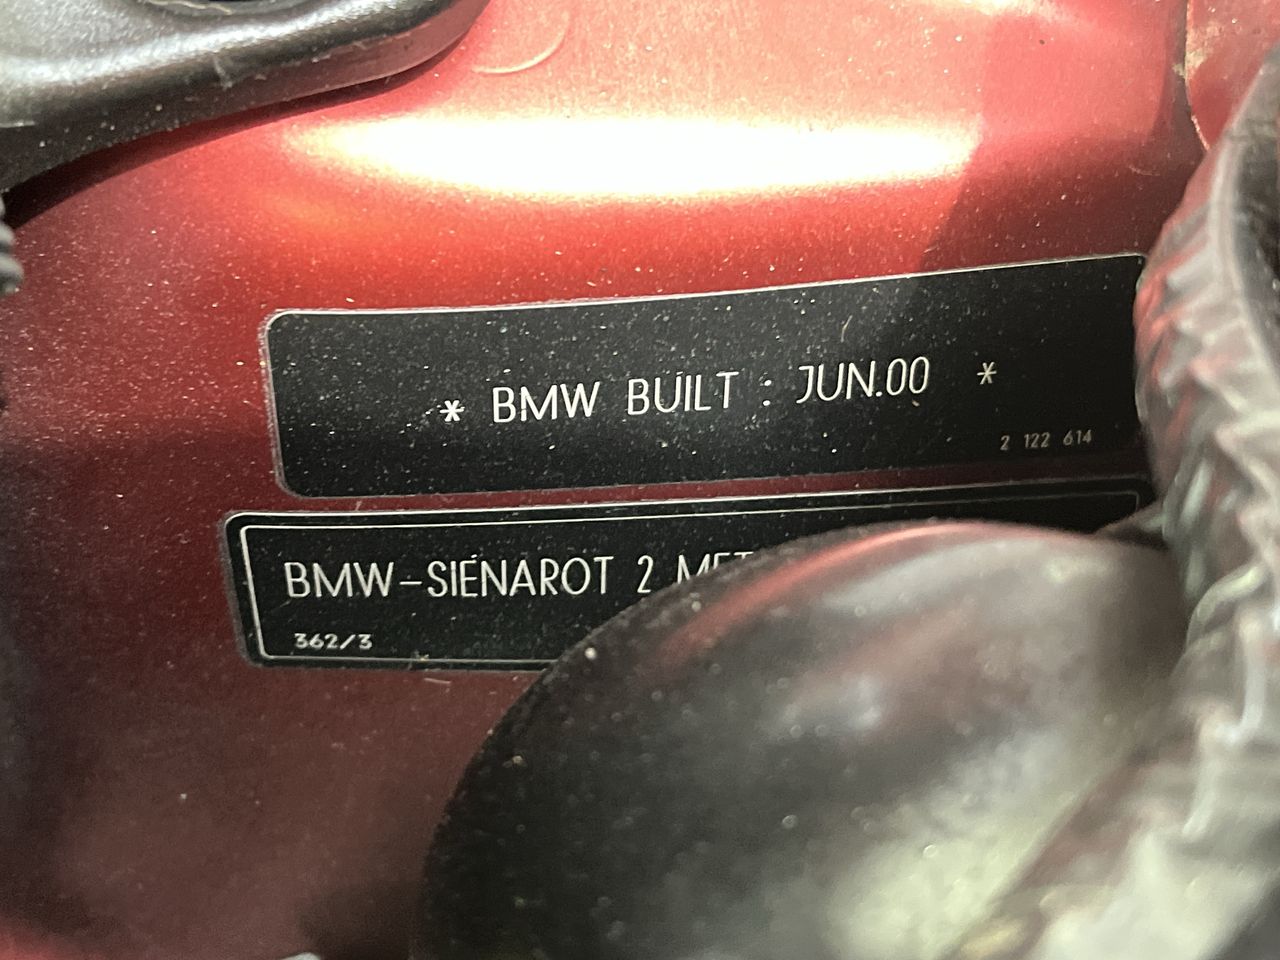 * BMW BUILT : JUN.00 *
2 122 614
BMW-SIENAROT 2
362/3